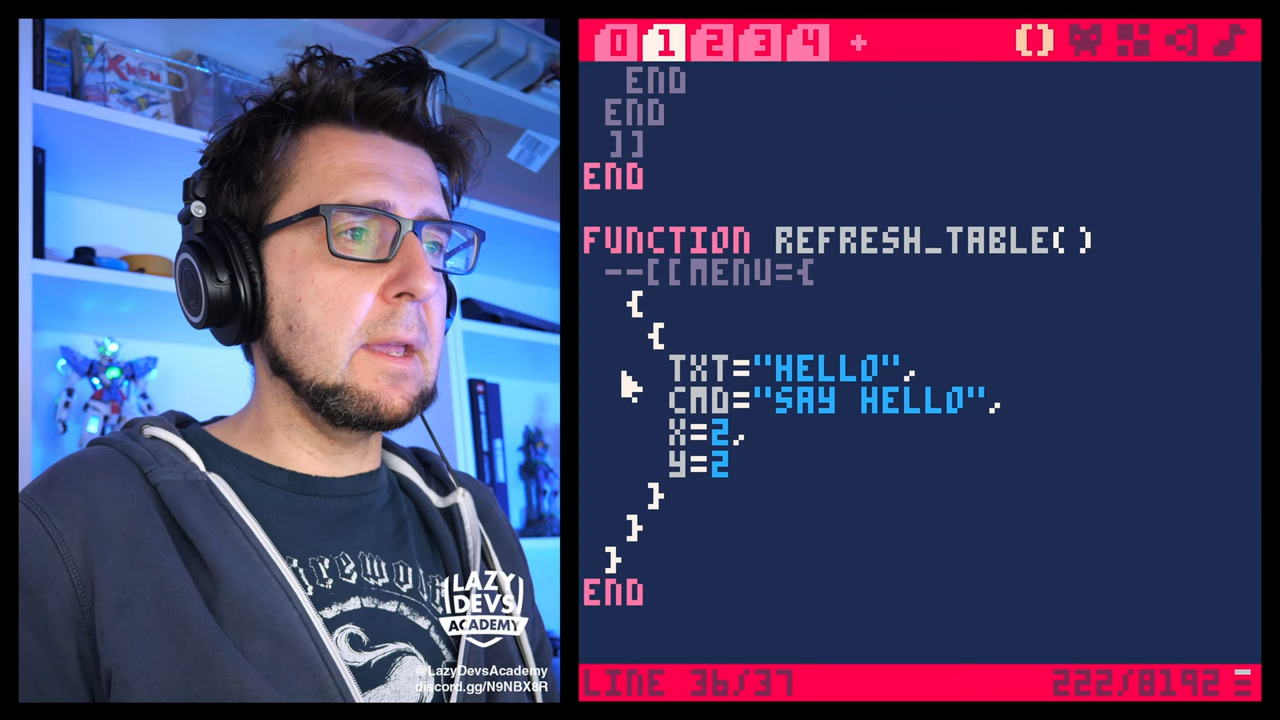 0 1 2 3 4 +
END
END
]]
END
FUNCTION REFRESH_TABLE()
--[[MENU={
{
{
TXT="HELLO",
CMD="SAY HELLO",
X=2,
Y=2
}
}
}
END
LINE 36/37
222/8192
X-MEN
LAZY
DEVS
ACADEMY
@LazyDevsAcademy
discord.gg/N9NBX8R